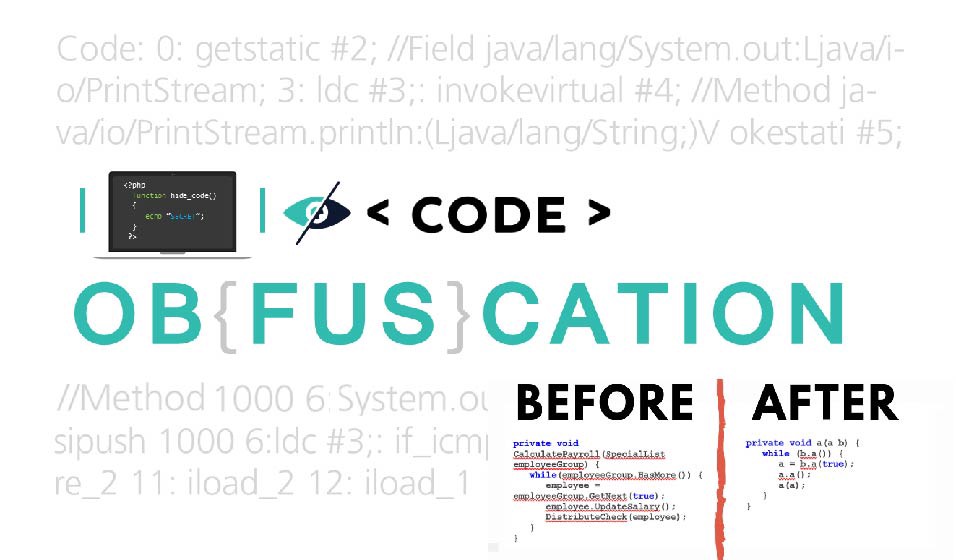 Code: 0: getstatic #2; //Field java/lang/System.out:Ljava/i-
o/PrintStream; 3: ldc #3;: invokevirtual #4; //Method ja-
va/io/PrintStream.println:(Ljava/lang/String;)V okestati #5;
<?php
function hide_code()
{
echo "SECRET";
}
?>
< CODE >
OB{FUS}CATION
//Method 1000 6: System.ou
sipush 1000 6:ldc #3;: if_icmp
re_2 11: iload_2 12: iload_1
BEFORE
private void
CalculatePayroll(SpecialList
employeeGroup) {
while(employeeGroup.HasMore()) {
employee =
employeeGroup.GetNext(true);
employee.UpdateSalary();
DistributeCheck(employee);
}
}
AFTER
private void a(a b) {
while (b.a()) {
a = b.a(true);
a.a();
a(a);
}
}